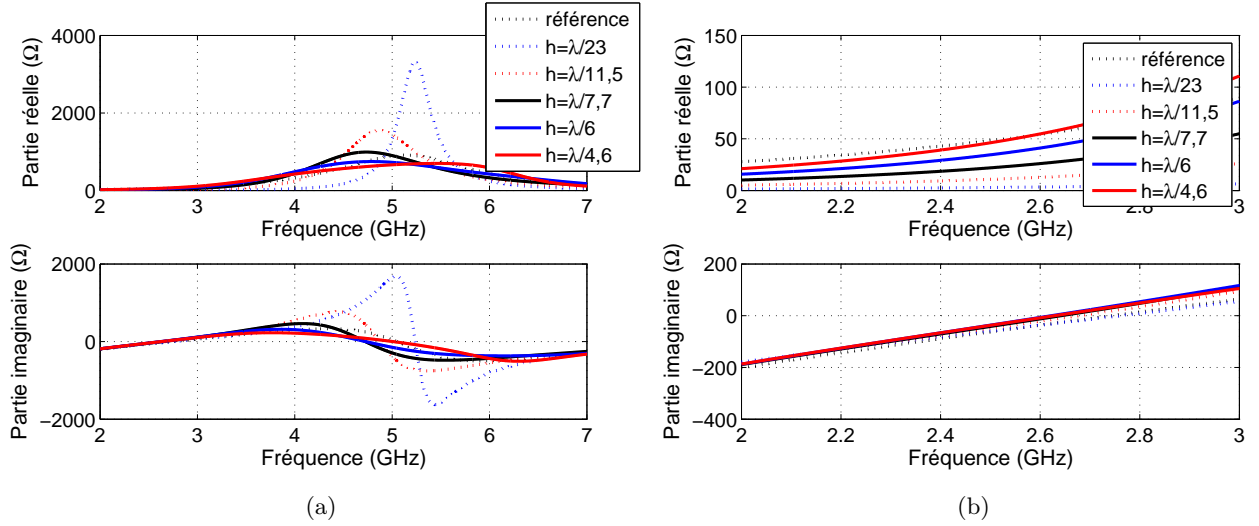 Partie réelle (Ω)
4000
2000
0
2 3 4 5 6 7
Fréquence (GHz)
référence
h=λ/23
h=λ/11,5
h=λ/7,7
h=λ/6
h=λ/4,6
Partie imaginaire (Ω)
2000
0
−2000
2 3 4 5 6 7
Fréquence (GHz)
(a)
Partie réelle (Ω)
150
100
50
0
2 2.2 2.4 2.6 2.8 3
Fréquence (GHz)
référence
h=λ/23
h=λ/11,5
h=λ/7,7
h=λ/6
h=λ/4,6
Partie imaginaire (Ω)
200
0
−200
−400
2 2.2 2.4 2.6 2.8 3
Fréquence (GHz)
(b)